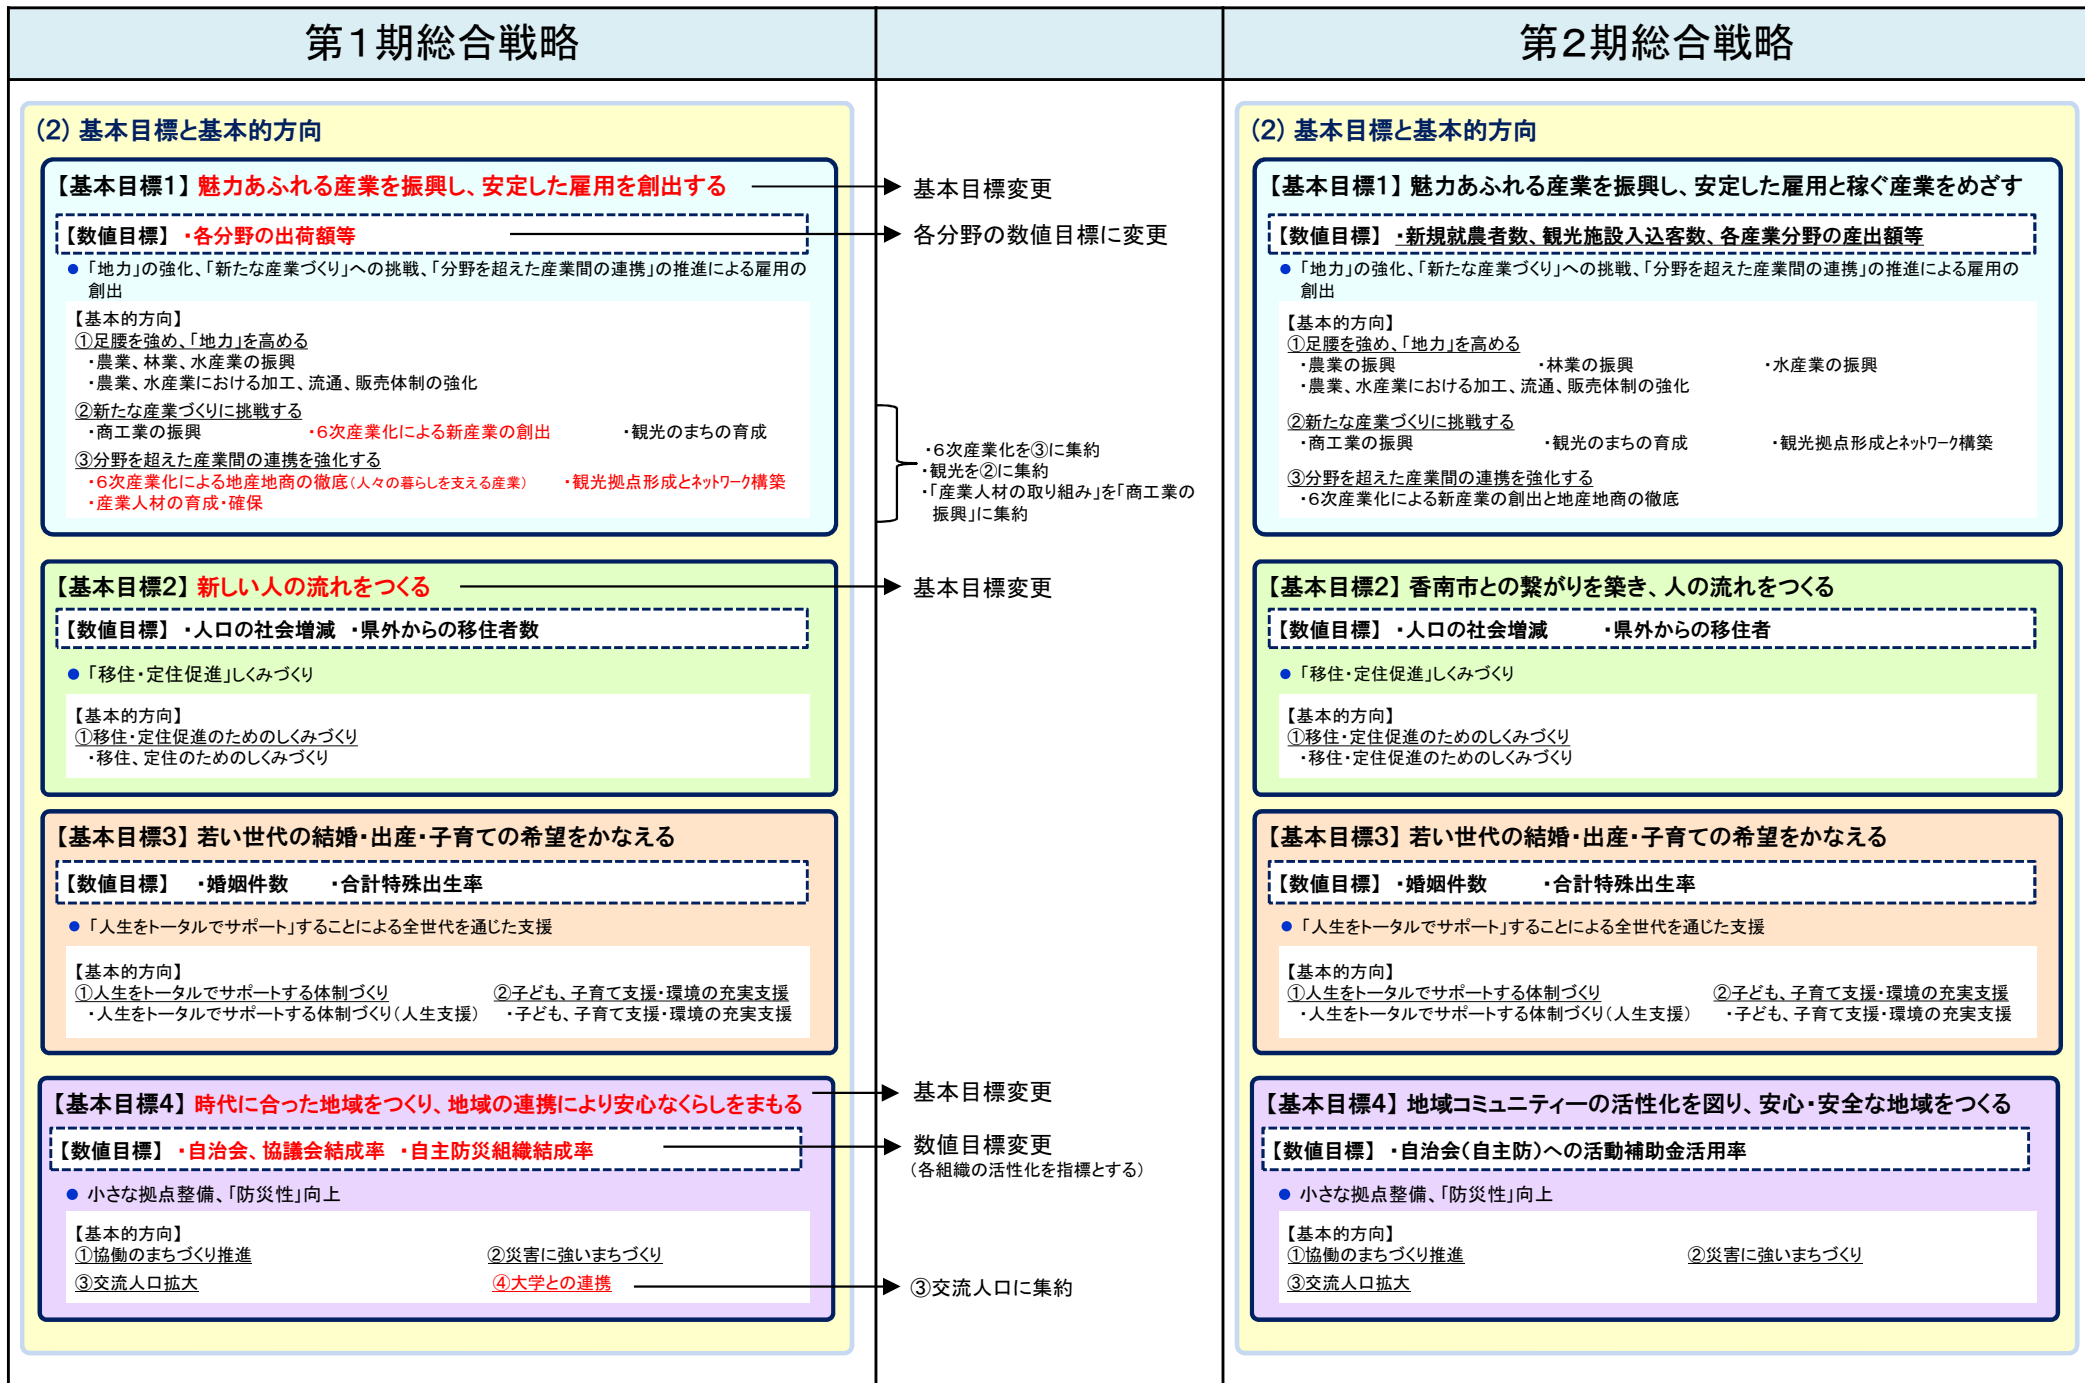 第1期総合戦略
(2) 基本目標と基本的方向
【基本目標1】 魅力あふれる産業を振興し、安定した雇用を創出する
【数値目標】 ・各分野の出荷額等
● 「地力」の強化、「新たな産業づくり」への挑戦、「分野を超えた産業間の連携」の推進による雇用の
創出
【基本的方向】
①足腰を強め、「地力」を高める
・農業、林業、水産業の振興
・農業、水産業における加工、流通、販売体制の強化
②新たな産業づくりに挑戦する
・商工業の振興 ・6次産業化による新産業の創出 ・観光のまちの育成
③分野を超えた産業間の連携を強化する
・6次産業化による地産地商の徹底(人々の暮らしを支える産業) ・観光拠点形成とネットワーク構築
・産業人材の育成・確保
【基本目標2】 新しい人の流れをつくる
【数値目標】 ・人口の社会増減 ・県外からの移住者数
● 「移住・定住促進」しくみづくり
【基本的方向】
①移住・定住促進のためのしくみづくり
・移住、定住のためのしくみづくり
【基本目標3】 若い世代の結婚・出産・子育ての希望をかなえる
【数値目標】 ・婚姻件数 ・合計特殊出生率
● 「人生をトータルでサポート」することによる全世代を通じた支援
【基本的方向】
①人生をトータルでサポートする体制づくり ②子ども、子育て支援・環境の充実支援
・人生をトータルでサポートする体制づくり(人生支援) ・子ども、子育て支援・環境の充実支援
【基本目標4】 時代に合った地域をつくり、地域の連携により安心なくらしをまもる
【数値目標】 ・自治会、協議会結成率 ・自主防災組織結成率
● 小さな拠点整備、「防災性」向上
【基本的方向】
①協働のまちづくり推進 ②災害に強いまちづくり
③交流人口拡大 ④大学との連携
基本目標変更
各分野の数値目標に変更
・6次産業化を③に集約
・観光を②に集約
・「産業人材の取り組み」を「商工業の
振興」に集約
基本目標変更
基本目標変更
数値目標変更
(各組織の活性化を指標とする)
③交流人口に集約
第2期総合戦略
(2) 基本目標と基本的方向
【基本目標1】 魅力あふれる産業を振興し、安定した雇用と稼ぐ産業をめざす
【数値目標】 ・新規就農者数、観光施設入込客数、各産業分野の産出額等
● 「地力」の強化、「新たな産業づくり」への挑戦、「分野を超えた産業間の連携」の推進による雇用の
創出
【基本的方向】
①足腰を強め、「地力」を高める
・農業の振興 ・林業の振興 ・水産業の振興
・農業、水産業における加工、流通、販売体制の強化
②新たな産業づくりに挑戦する
・商工業の振興 ・観光のまちの育成 ・観光拠点形成とネットワーク構築
③分野を超えた産業間の連携を強化する
・6次産業化による新産業の創出と地産地商の徹底
【基本目標2】 香南市との繋がりを築き、人の流れをつくる
【数値目標】 ・人口の社会増減 ・県外からの移住者
● 「移住・定住促進」しくみづくり
【基本的方向】
①移住・定住促進のためのしくみづくり
・移住・定住促進のためのしくみづくり
【基本目標3】 若い世代の結婚・出産・子育ての希望をかなえる
【数値目標】 ・婚姻件数 ・合計特殊出生率
● 「人生をトータルでサポート」することによる全世代を通じた支援
【基本的方向】
①人生をトータルでサポートする体制づくり ②子ども、子育て支援・環境の充実支援
・人生をトータルでサポートする体制づくり(人生支援) ・子ども、子育て支援・環境の充実支援
【基本目標4】 地域コミュニティーの活性化を図り、安心・安全な地域をつくる
【数値目標】 ・自治会(自主防)への活動補助金活用率
● 小さな拠点整備、「防災性」向上
【基本的方向】
①協働のまちづくり推進 ②災害に強いまちづくり
③交流人口拡大